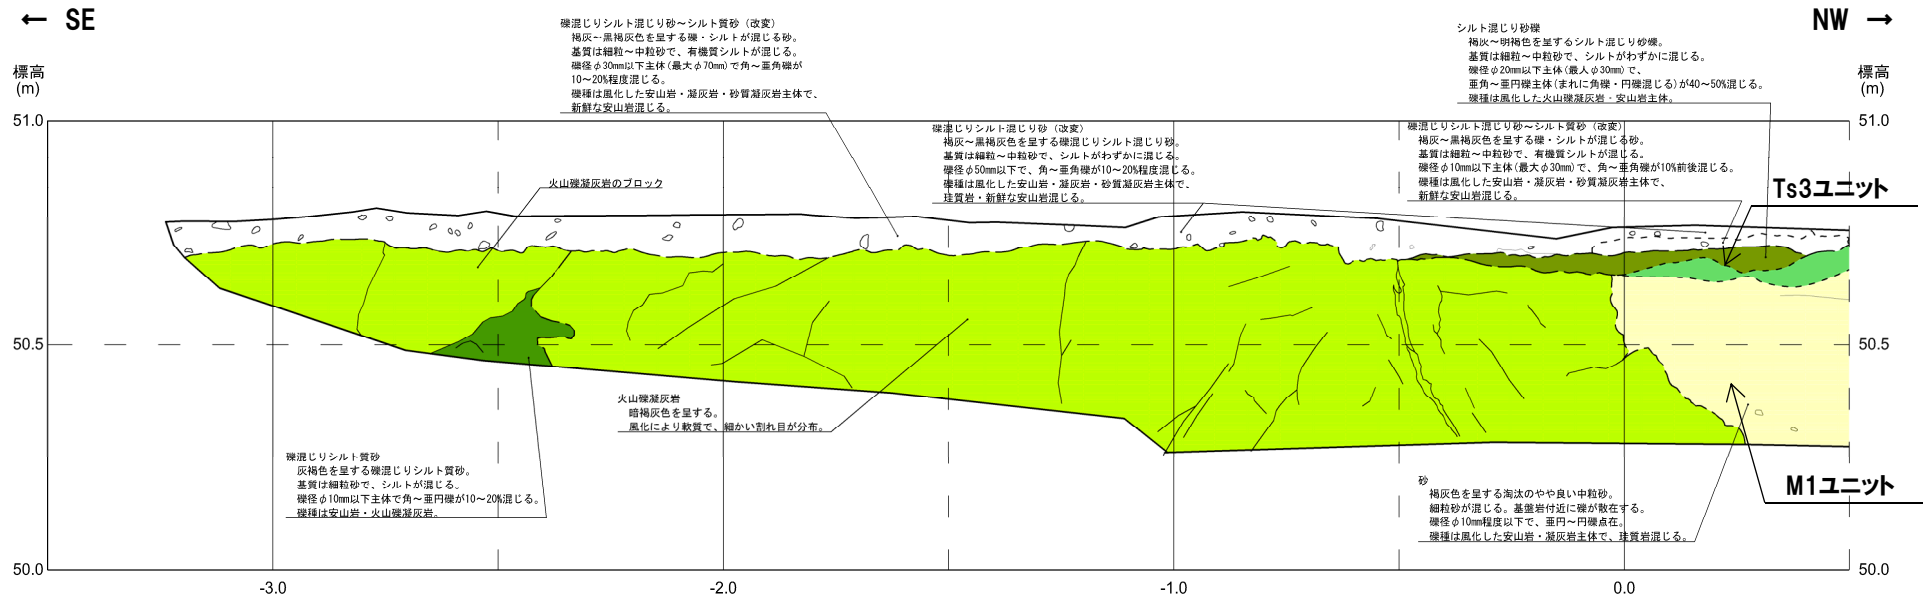 ← SE
NW →
標高
(m)
標高
(m)
51.0
51.0
50.5
50.5
50.0
50.0
礫混じりシルト混じり砂～シルト質砂（改変）
褐灰～黒褐灰色を呈する礫・シルトが混じる砂。
基質は細粒～中粒砂で、有機質シルトが混じる。
礫径φ30mm以下主体(最大φ70mm)で角～亜角礫が
10～20%程度混じる。
礫種は風化した安山岩・凝灰岩・砂質凝灰岩主体で、
新鮮な安山岩混じる。
シルト混じり砂礫
褐灰～明褐色を呈するシルト混じり砂礫。
基質は細粒～中粒砂で、シルトがわずかに混じる。
礫径φ20mm以下主体(最大φ30mm)で、
亜角～亜円礫主体(まれに角礫・円礫混じる)が40～50%混じる。
礫種は風化した火山礫凝灰岩・安山岩主体。
礫混じりシルト混じり砂（改変）
褐灰～黒褐灰色を呈する礫混じりシルト混じり砂。
基質は細粒～中粒砂で、シルトがわずかに混じる。
礫径φ50mm以下で、角～亜角礫が10～20%程度混じる。
礫種は風化した安山岩・凝灰岩・砂質凝灰岩主体で、
珪質岩・新鮮な安山岩混じる。
礫混じりシルト混じり砂～シルト質砂（改変）
褐灰～黒褐灰色を呈する礫・シルトが混じる砂。
基質は細粒～中粒砂で、有機質シルトが混じる。
礫径φ10mm以下主体(最大φ30mm)で、角～亜角礫が10%前後混じる。
礫種は風化した安山岩・凝灰岩・砂質凝灰岩主体で、
新鮮な安山岩混じる。
火山礫凝灰岩のブロック
Ts3ユニット
火山礫凝灰岩
暗褐灰色を呈する。
風化により軟質で、細かい割れ目が分布。
礫混じりシルト質砂
灰褐色を呈する礫混じりシルト質砂。
基質は細粒砂で、シルトが混じる。
礫径φ10mm以下主体で角～亜円礫が10～20%混じる。
礫種は安山岩・火山礫凝灰岩。
M1ユニット
砂
褐灰色を呈する淘汰のやや良い中粒砂。
細粒砂が混じる。基盤岩付近に礫が散在する。
礫径φ10mm程度以下で、亜円～円礫点在。
礫種は風化した安山岩・凝灰岩主体で、珪質岩混じる。
-3.0
-2.0
-1.0
0.0